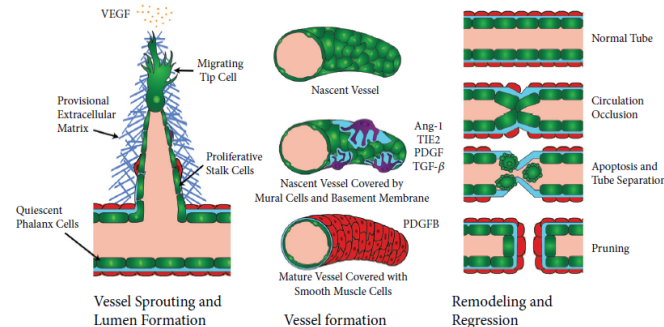 VEGF
Migrating
Tip Cell
Provisional
Extracellular
Matrix
Proliferative
Stalk Cells
Quiescent
Phalanx Cells
Vessel Sprouting and
Lumen Formation
Nascent Vessel
Ang-1
TIE2
PDGF
TGF-β
Nascent Vessel Covered by
Mural Cells and Basement Membrane
PDGFB
Mature Vessel Covered with
Smooth Muscle Cells
Vessel formation
Normal Tube
Circulation
Occlusion
Apoptosis and
Tube Separation
Pruning
Remodeling and
Regression